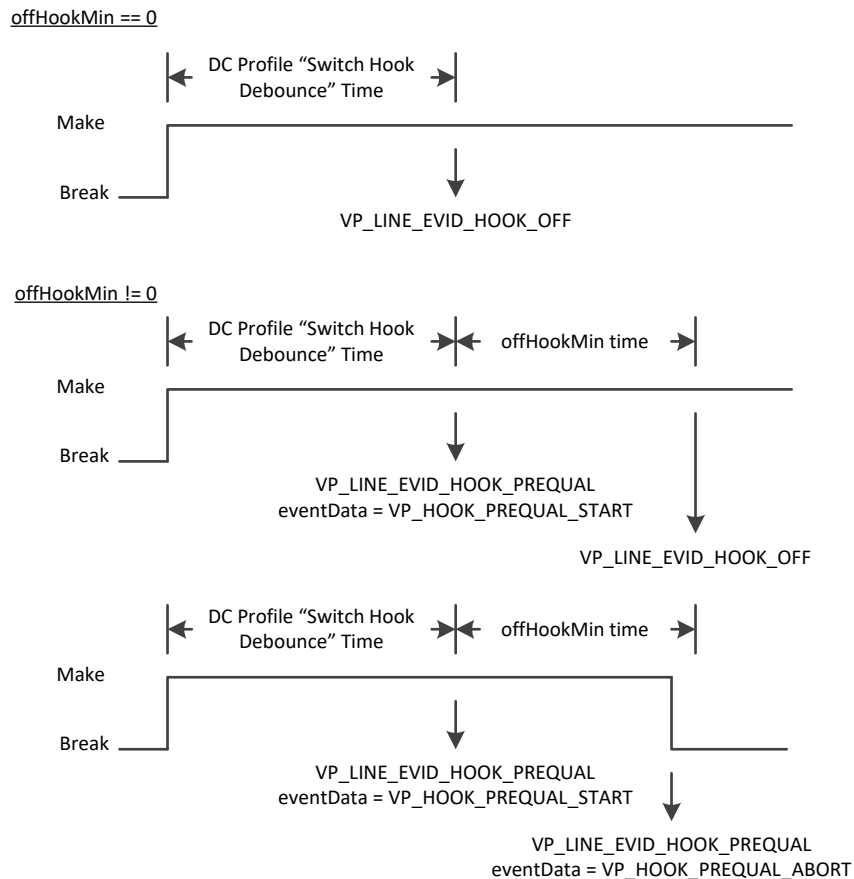 offHookMin == 0
DC Profile “Switch Hook
Debounce” Time
Make
Break
VP_LINE_EVID_HOOK_OFF
offHookMin != 0
DC Profile “Switch Hook
Debounce” Time
offHookMin time
Make
Break
VP_LINE_EVID_HOOK_PREQUAL
eventData = VP_HOOK_PREQUAL_START
VP_LINE_EVID_HOOK_OFF
DC Profile “Switch Hook
Debounce” Time
offHookMin time
Make
Break
VP_LINE_EVID_HOOK_PREQUAL
eventData = VP_HOOK_PREQUAL_START
VP_LINE_EVID_HOOK_PREQUAL
eventData = VP_HOOK_PREQUAL_ABORT